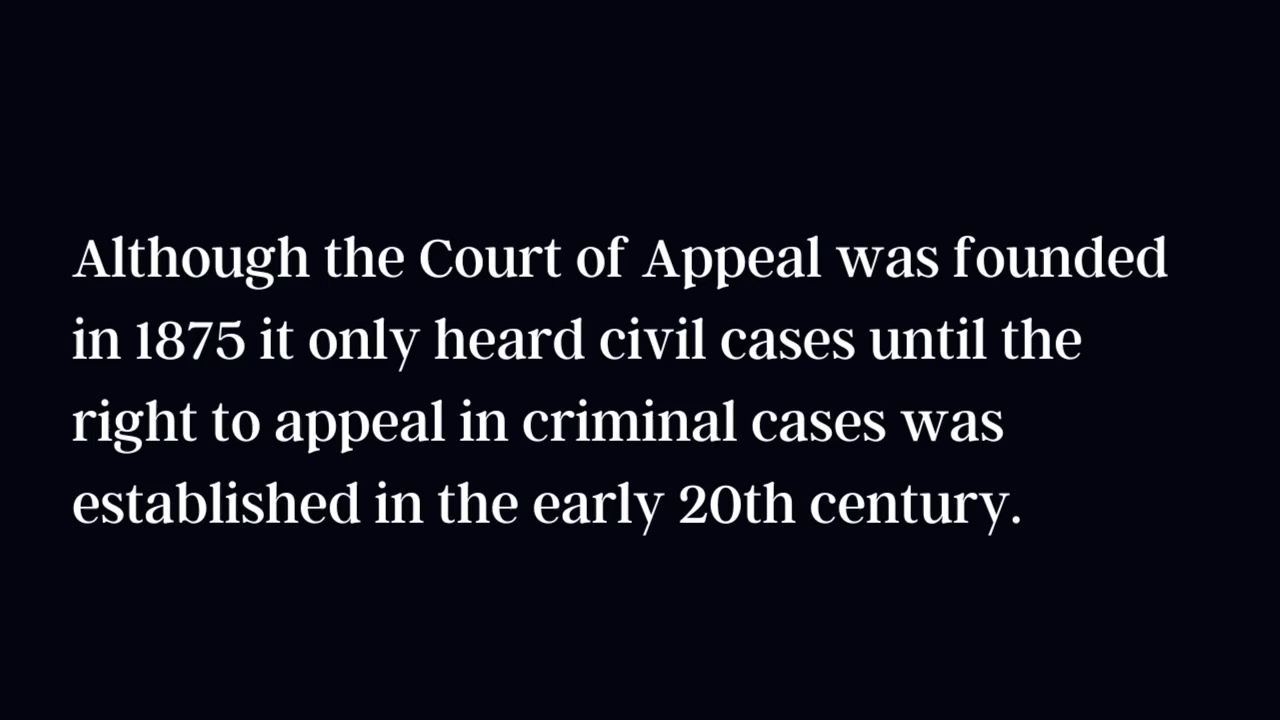 Although the Court of Appeal was founded
in 1875 it only heard civil cases until the
right to appeal in criminal cases was
established in the early 20th century.